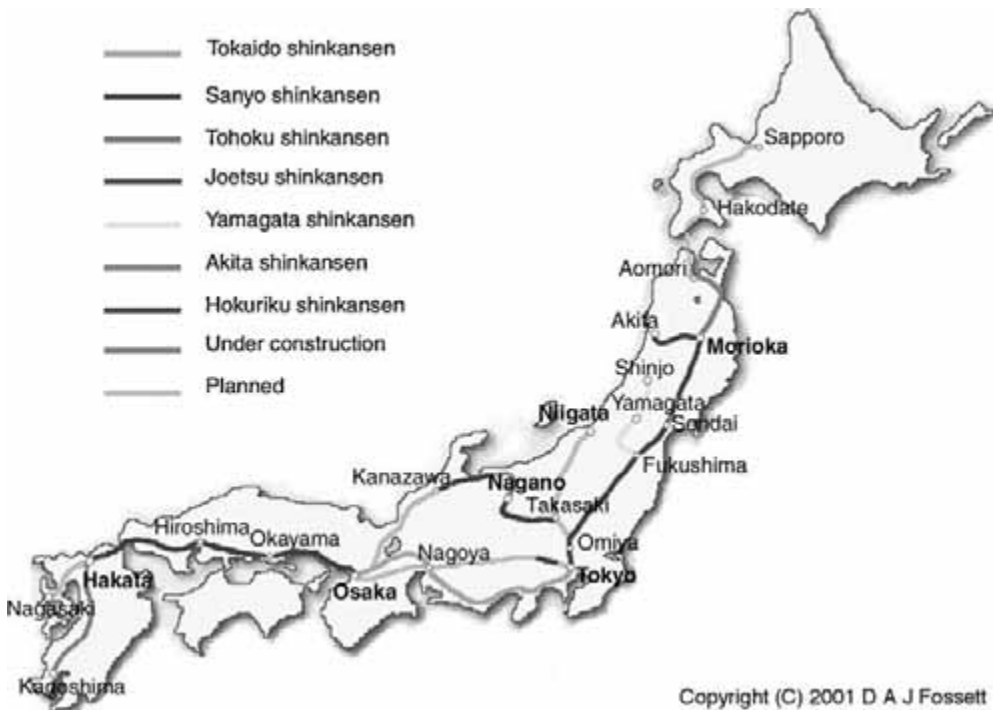 Tokaido shinkansen
Sanyo shinkansen
Tohoku shinkansen
Joetsu shinkansen
Yamagata shinkansen
Akita shinkansen
Hokuriku shinkansen
Under construction
Planned
Sapporo
Hakodate
Aomori
Akita
Morioka
Shinjo
Yamagata
Niigata
Sendai
Fukushima
Kanazawa
Nagano
Takasaki
Hiroshima
Okayama
Nagoya
Omiya
Hakata
Osaka
Tokyo
Nagasaki
Kagoshima
Copyright (C) 2001 D A J Fossett